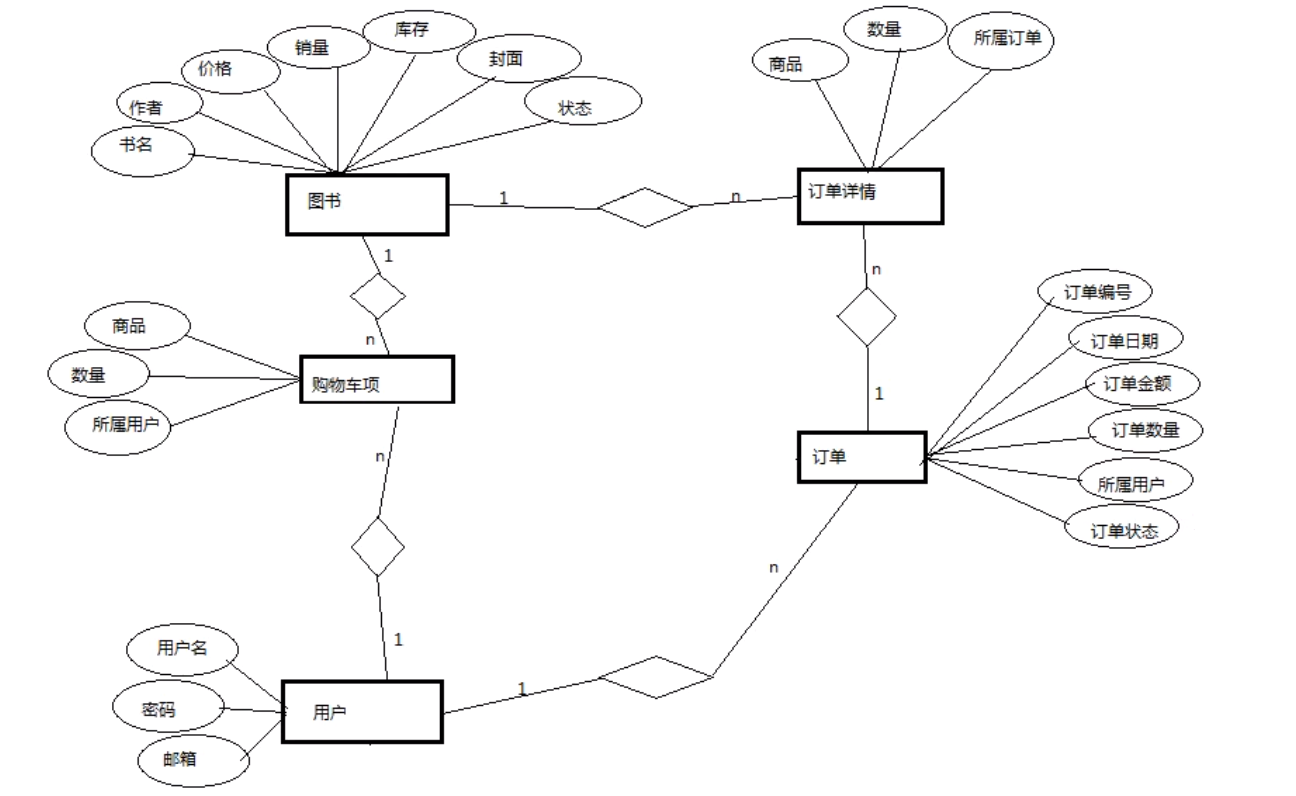 库存
数量
所属订单
销量
封面
商品
价格
状态
作者
书名
图书
1
n
订单详情
1
n
订单编号
商品
n
订单日期
数量
购物车项
订单金额
1
所属用户
订单数量
n
订单
所属用户
订单状态
n
1
用户名
1
密码
用户
邮箱